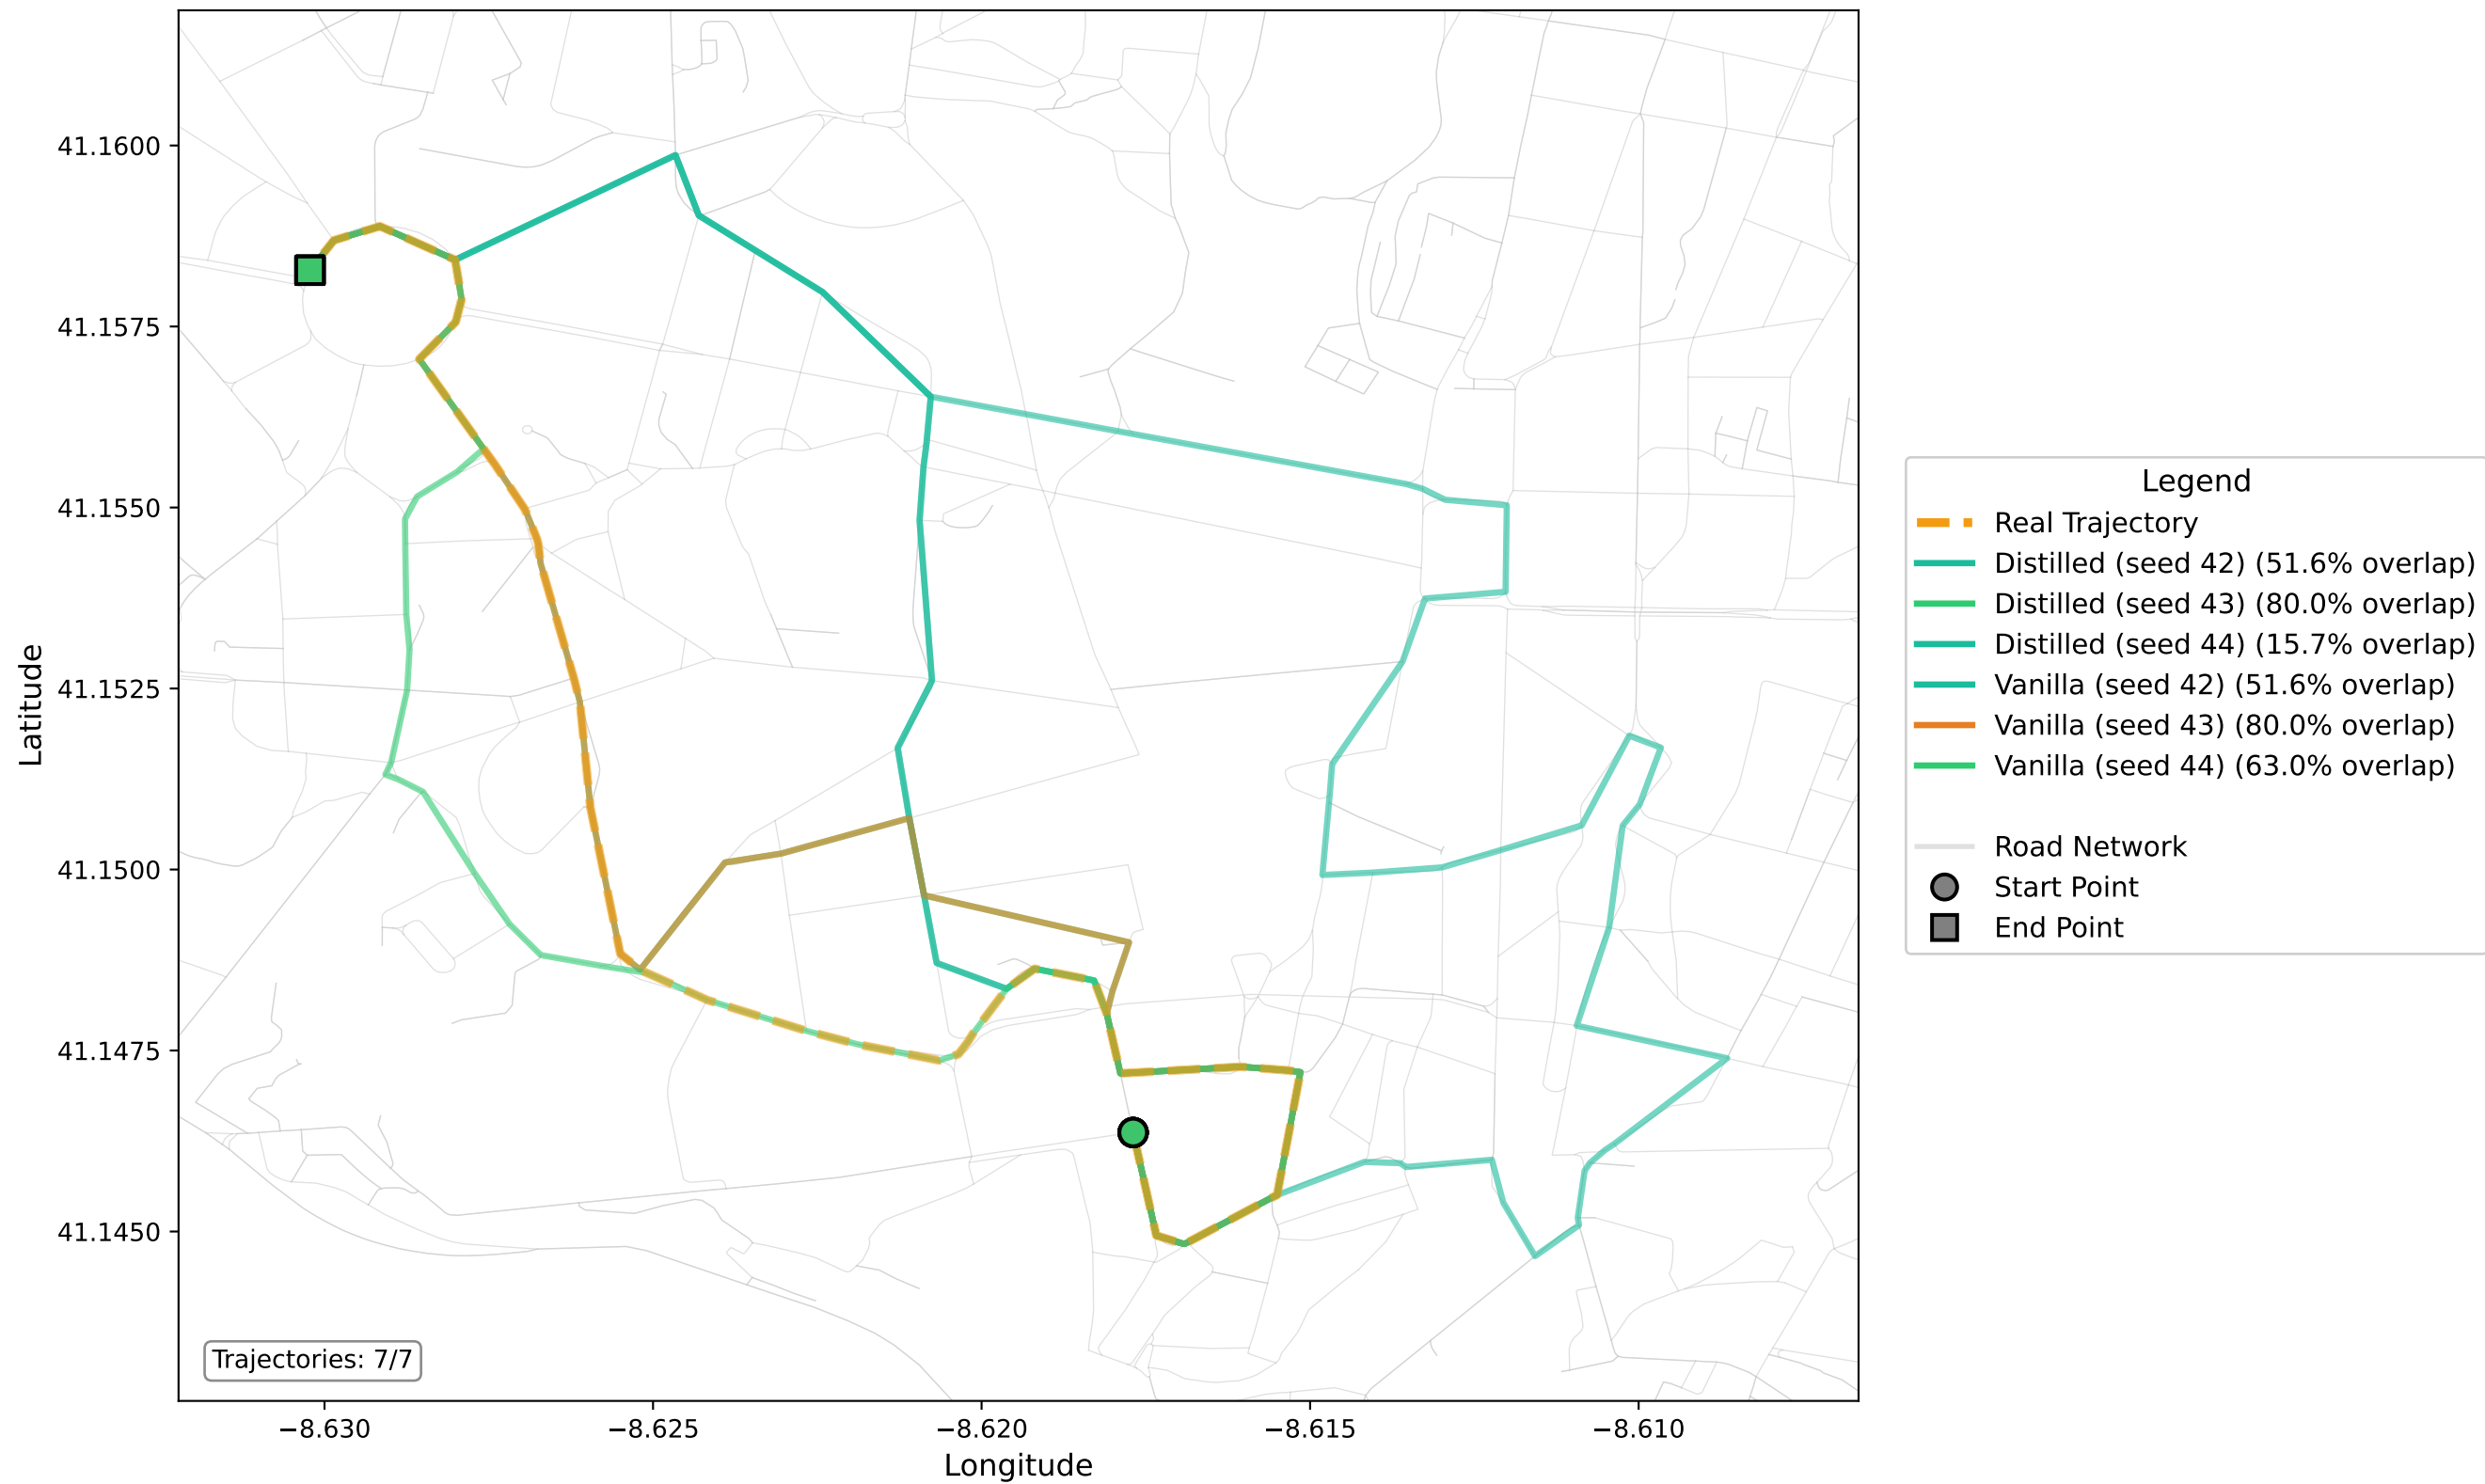 41.1600
41.1575
41.1550
41.1525
41.1500
41.1475
41.1450
Latitude
−8.630
−8.625
−8.620
−8.615
−8.610
Longitude
Trajectories: 7/7
Legend
Real Trajectory
Distilled (seed 42) (51.6% overlap)
Distilled (seed 43) (80.0% overlap)
Distilled (seed 44) (15.7% overlap)
Vanilla (seed 42) (51.6% overlap)
Vanilla (seed 43) (80.0% overlap)
Vanilla (seed 44) (63.0% overlap)
Road Network
Start Point
End Point